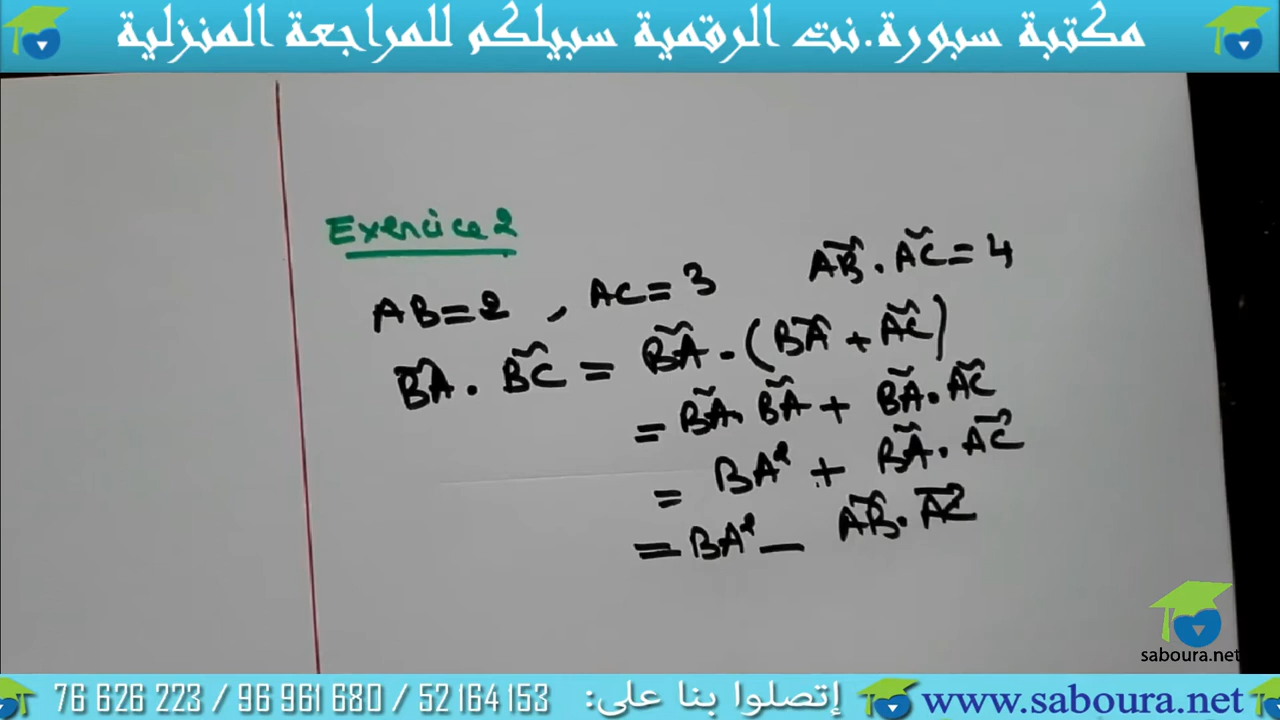 مكتبة سبورة.نت الرقمية سبيلكم للمراجعة المنزلية
Exercice 2
AB = 2 , AC = 3 AB⃗ . AC⃗ = 4
BA⃗ . BC⃗ = BA⃗ . (BA⃗ + AC⃗)
= BA⃗ . BA⃗ + BA⃗ . AC⃗
= BA² + BA⃗ . AC⃗
= BA² — AB⃗ . AC⃗
saboura.net
إتصلوا بنا على: 76 626 223 / 96 961 680 / 52 164 153
www.saboura.net